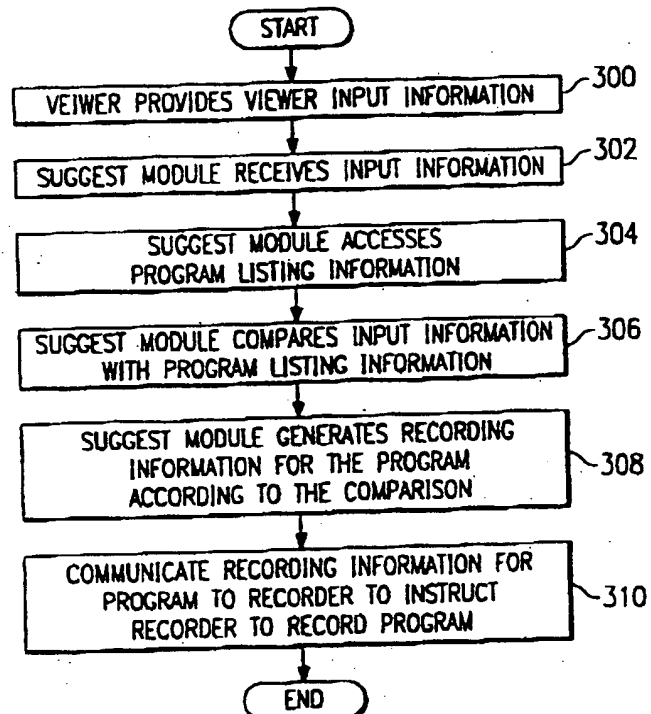 START
VEIWER PROVIDES VIEWER INPUT INFORMATION
300
SUGGEST MODULE RECEIVES INPUT INFORMATION
302
SUGGEST MODULE ACCESSES
PROGRAM LISTING INFORMATION
304
SUGGEST MODULE COMPARES INPUT INFORMATION
WITH PROGRAM LISTING INFORMATION
306
SUGGEST MODULE GENERATES RECORDING
INFORMATION FOR THE PROGRAM
ACCORDING TO THE COMPARISON
308
COMMUNICATE RECORDING INFORMATION FOR
PROGRAM TO RECORDER TO INSTRUCT
RECORDER TO RECORD PROGRAM
310
END